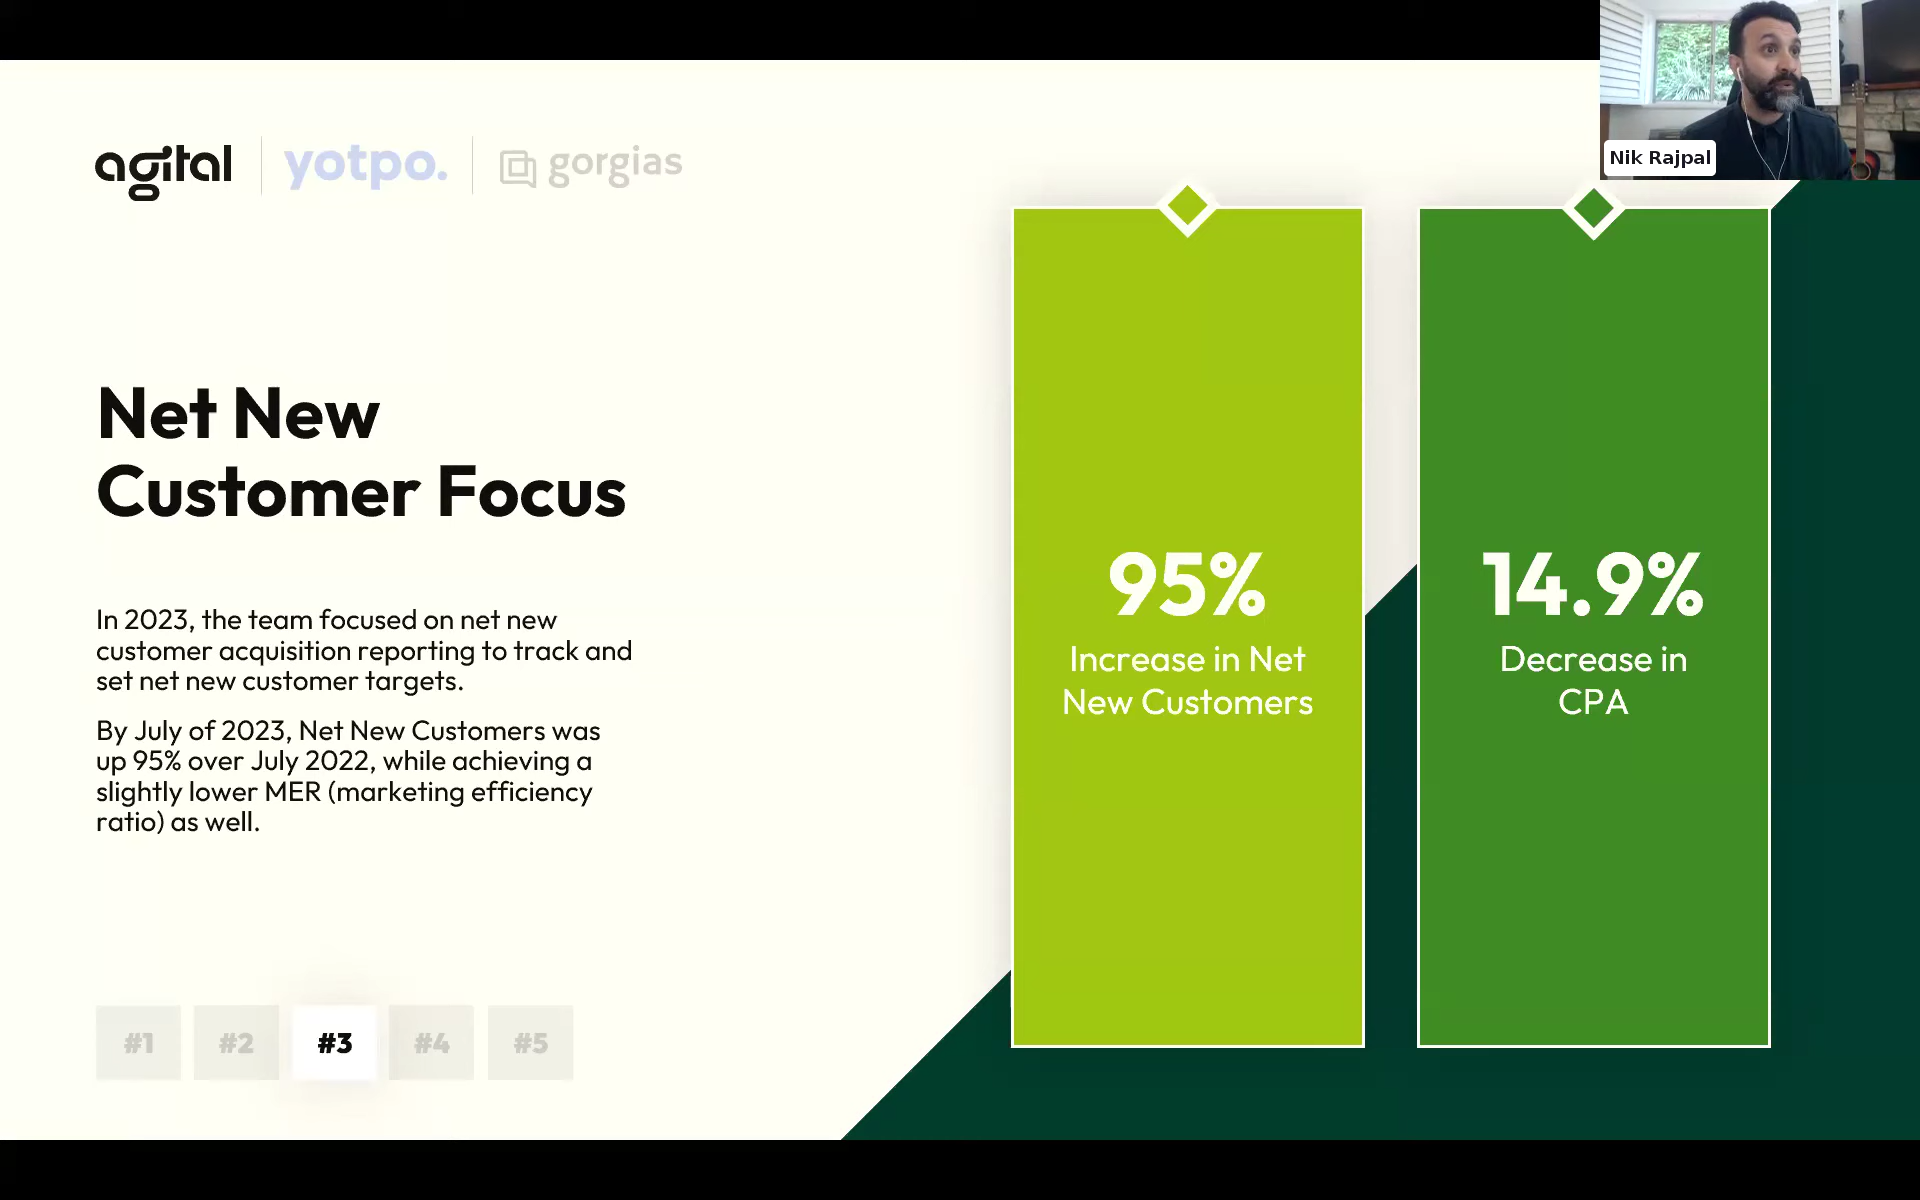 Nik Rajpal
agital
yotpo.
gorgias
Net New
Customer Focus
In 2023, the team focused on net new
customer acquisition reporting to track and
set net new customer targets.
By July of 2023, Net New Customers was
up 95% over July 2022, while achieving a
slightly lower MER (marketing efficiency
ratio) as well.
95%
Increase in Net
New Customers
14.9%
Decrease in
CPA
#1
#2
#3
#4
#5